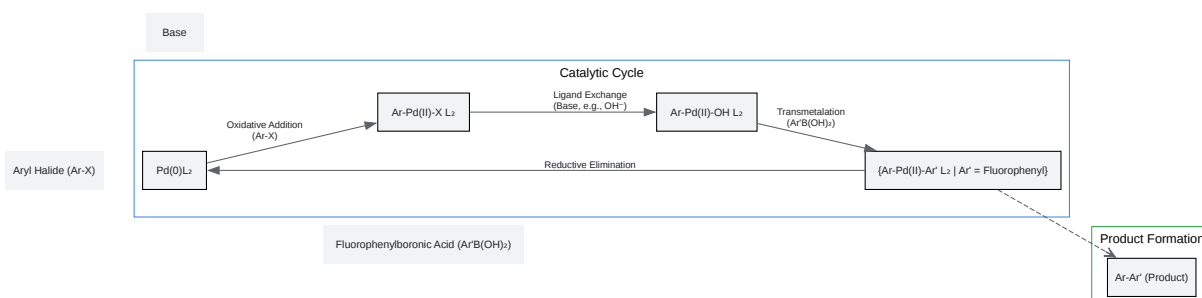 Base
Catalytic Cycle
Ar-Pd(II)-X L₂
Ligand Exchange
(Base, e.g., OH⁻)
Ar-Pd(II)-OH L₂
Transmetalation
(Ar'B(OH)₂)
Oxidative Addition
(Ar-X)
Aryl Halide (Ar-X)
Pd(0)L₂
Reductive Elimination
{Ar-Pd(II)-Ar' L₂ | Ar' = Fluorophenyl}
Fluorophenylboronic Acid (Ar'B(OH)₂)
Product Formation
Ar-Ar' (Product)